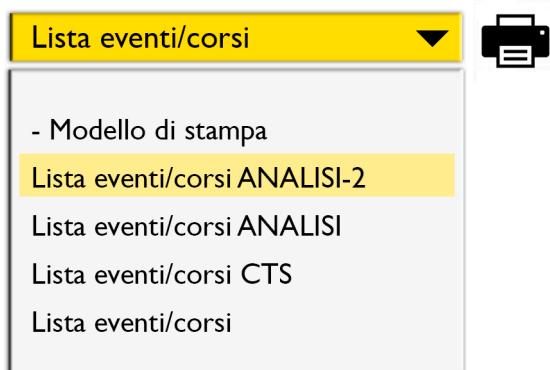 Lista eventi/corsi
- Modello di stampa
Lista eventi/corsi ANALISI-2
Lista eventi/corsi ANALISI
Lista eventi/corsi CTS
Lista eventi/corsi